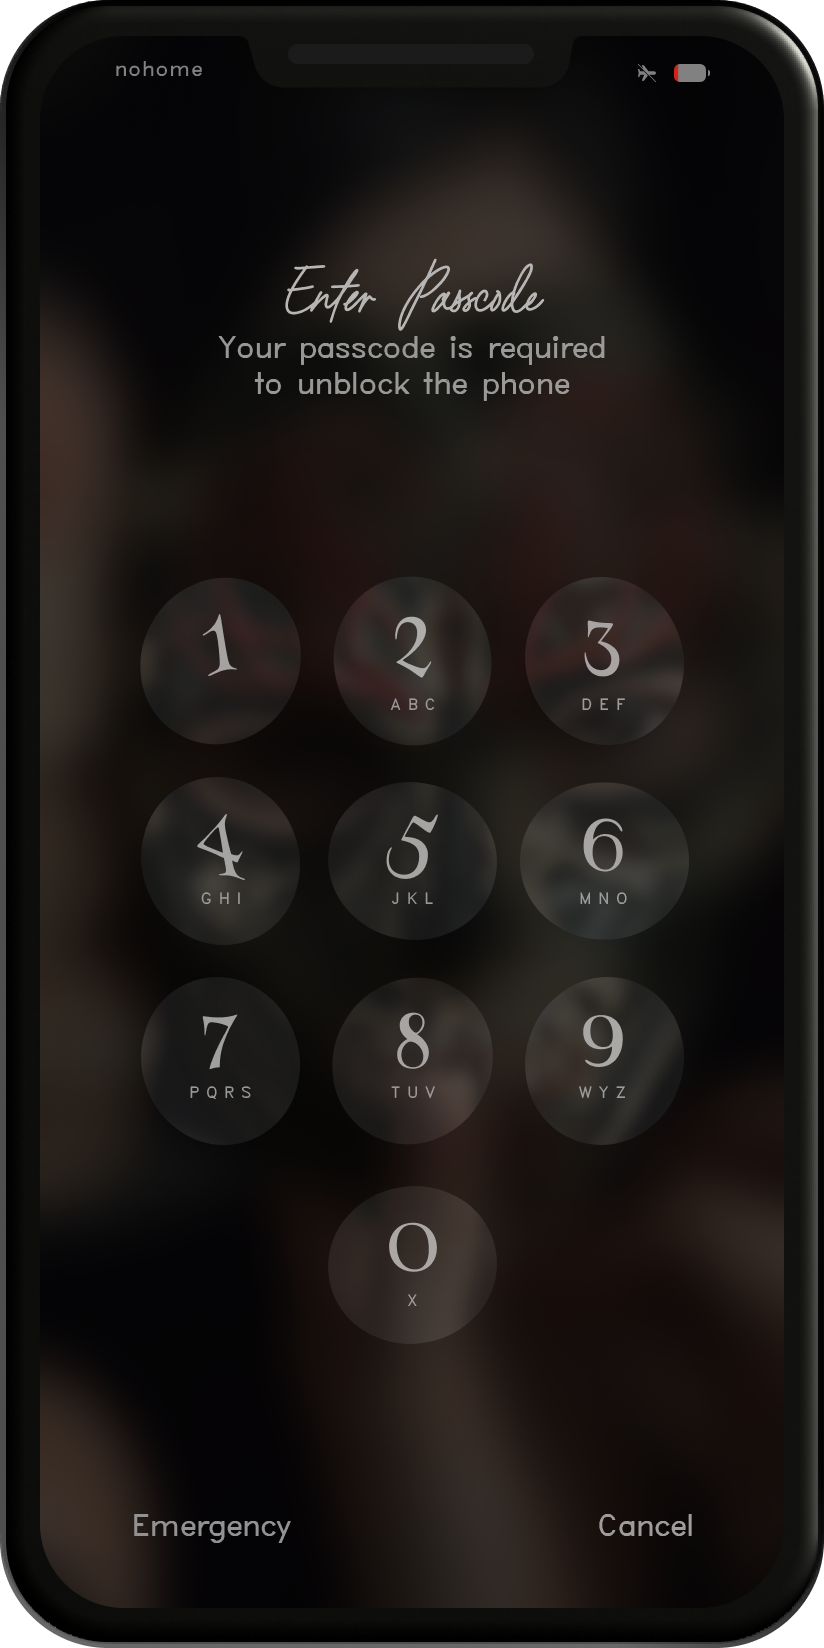 nohome
Enter Passcode
Your passcode is required
to unblock the phone
1 2 3
ABC DEF
4 5 6
GHI JKL MNO
7 8 9
PQRS TUV WYZ
0
X
Emergency Cancel